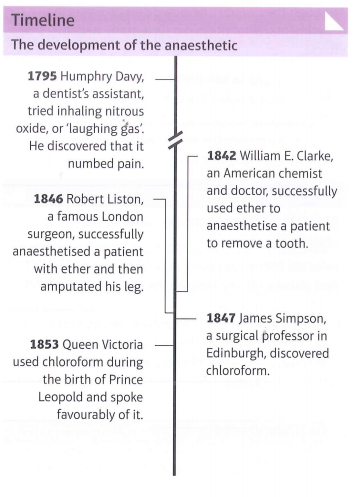 Timeline
The development of the anaesthetic
1795 Humphry Davy,
a dentist's assistant,
tried inhaling nitrous
oxide, or 'laughing gas'.
He discovered that it
numbed pain.
1842 William E. Clarke,
an American chemist
and doctor, successfully
used ether to
anaesthetise a patient
to remove a tooth.
1846 Robert Liston,
a famous London
surgeon, successfully
anaesthetised a patient
with ether and then
amputated his leg.
1847 James Simpson,
a surgical professor in
Edinburgh, discovered
chloroform.
1853 Queen Victoria
used chloroform during
the birth of Prince
Leopold and spoke
favourably of it.